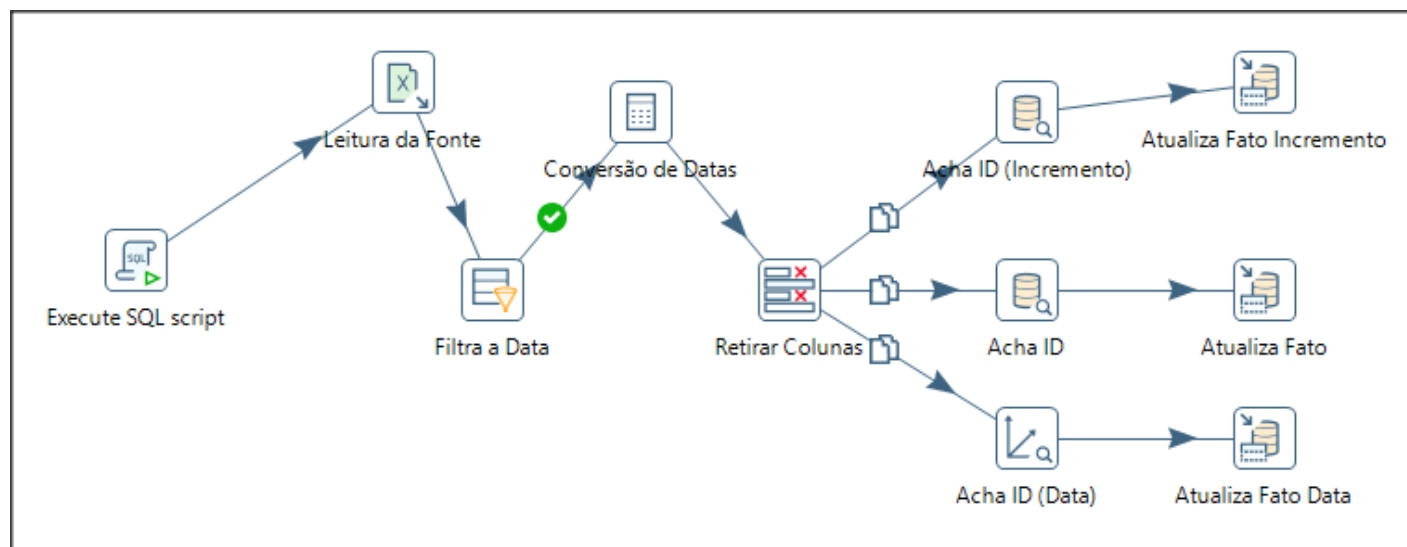 Leitura da Fonte
Conversão de Datas
Acha ID (Incremento)
Atualiza Fato Incremento
SQL
Execute SQL script
Filtra a Data
Retirar Colunas
Acha ID
Atualiza Fato
Acha ID (Data)
Atualiza Fato Data